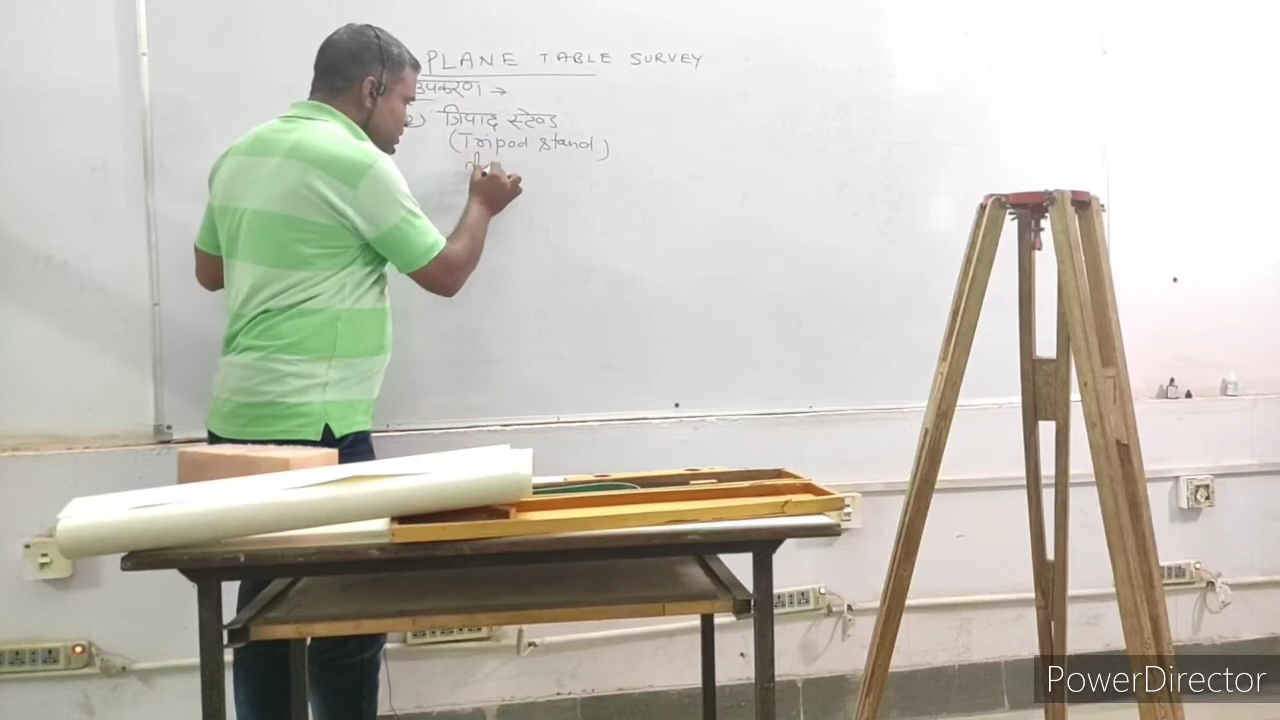 PLANE TABLE SURVEY
उपकरण →
त्रिपाद स्टेण्ड
(Tripod Stand)
PowerDirector